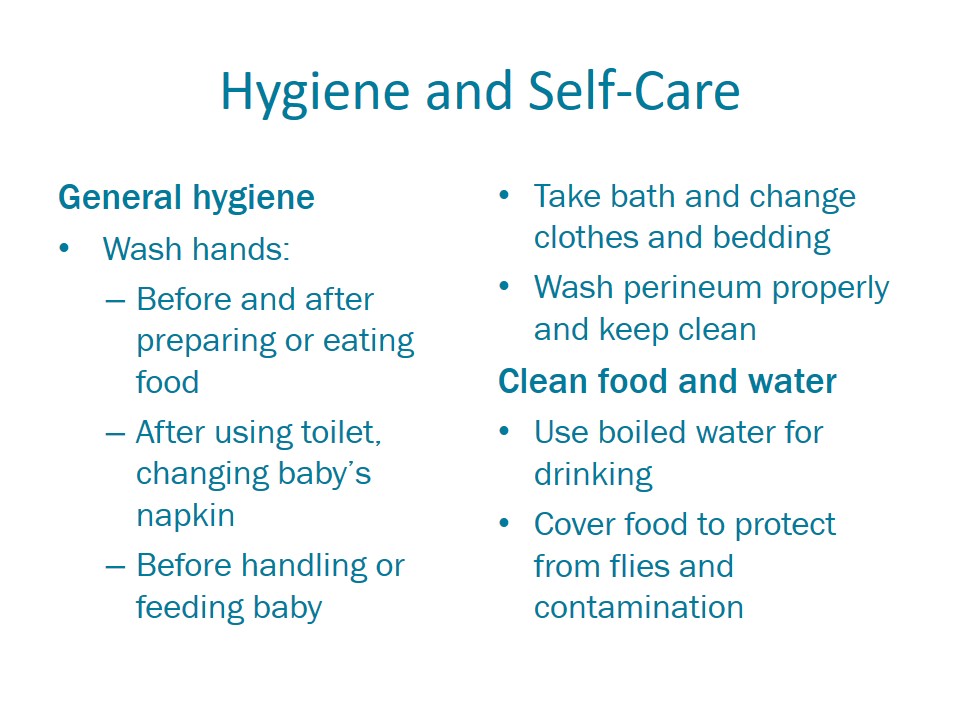 Hygiene and Self-Care
General hygiene
• Wash hands:
– Before and after
preparing or eating
food
– After using toilet,
changing baby’s
napkin
– Before handling or
feeding baby
• Take bath and change
clothes and bedding
• Wash perineum properly
and keep clean
Clean food and water
• Use boiled water for
drinking
• Cover food to protect
from flies and
contamination